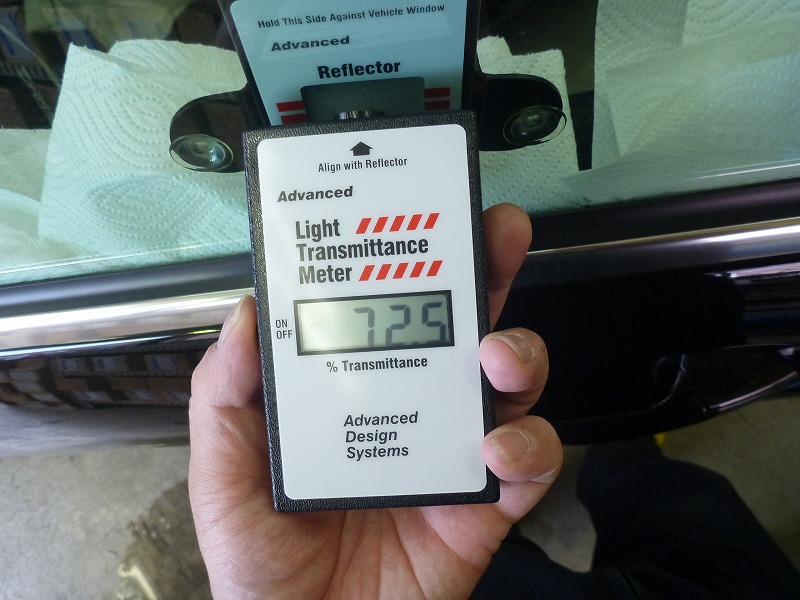 Hold This Side Against Vehicle Window
Advanced
Reflector
Align with Reflector
Advanced
Light
Transmittance
Meter
ON
OFF
72.5
% Transmittance
Advanced
Design
Systems